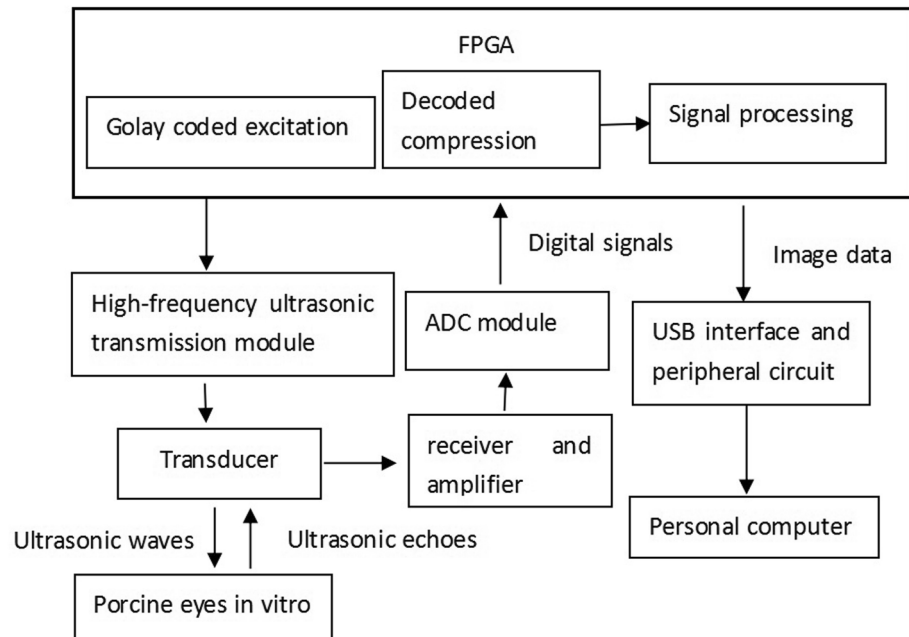 FPGA
Golay coded excitation
Decoded
compression
Signal processing
Digital signals
Image data
High-frequency ultrasonic
transmission module
ADC module
USB interface and
peripheral circuit
Transducer
receiver and
amplifier
Personal computer
Ultrasonic waves
Ultrasonic echoes
Porcine eyes in vitro